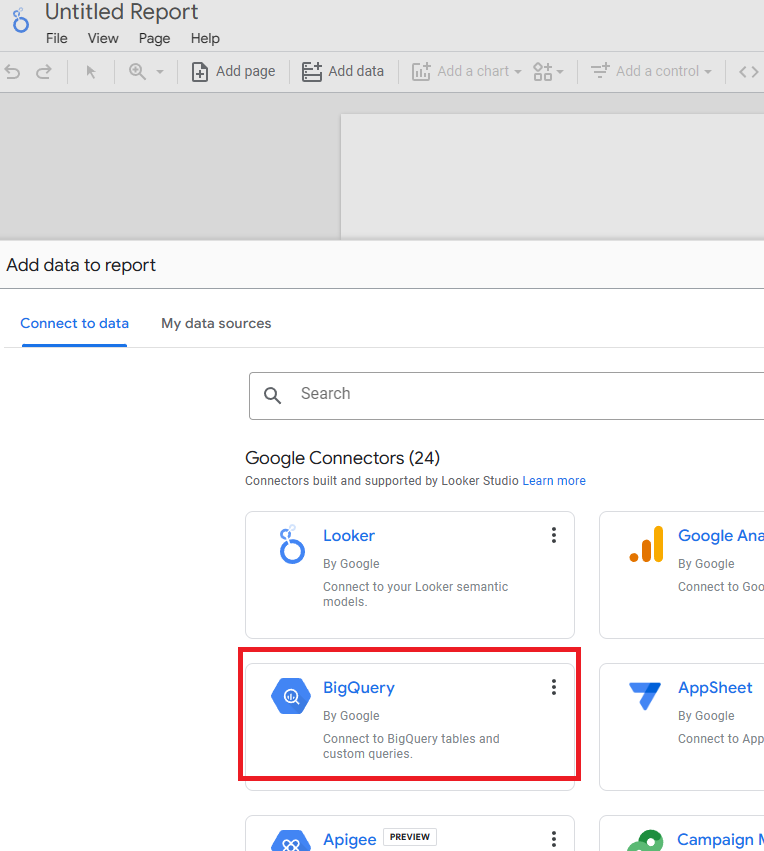 Untitled Report
File View Page Help
Add page Add data Add a chart Add a control
Add data to report
Connect to data My data sources
Search
Google Connectors (24)
Connectors built and supported by Looker Studio Learn more
Looker
By Google
Connect to your Looker semantic
models.
Google Ana
By Google
Connect to Goo
BigQuery
By Google
Connect to BigQuery tables and
custom queries.
AppSheet
By Google
Connect to App
Apigee PREVIEW
Campaign M